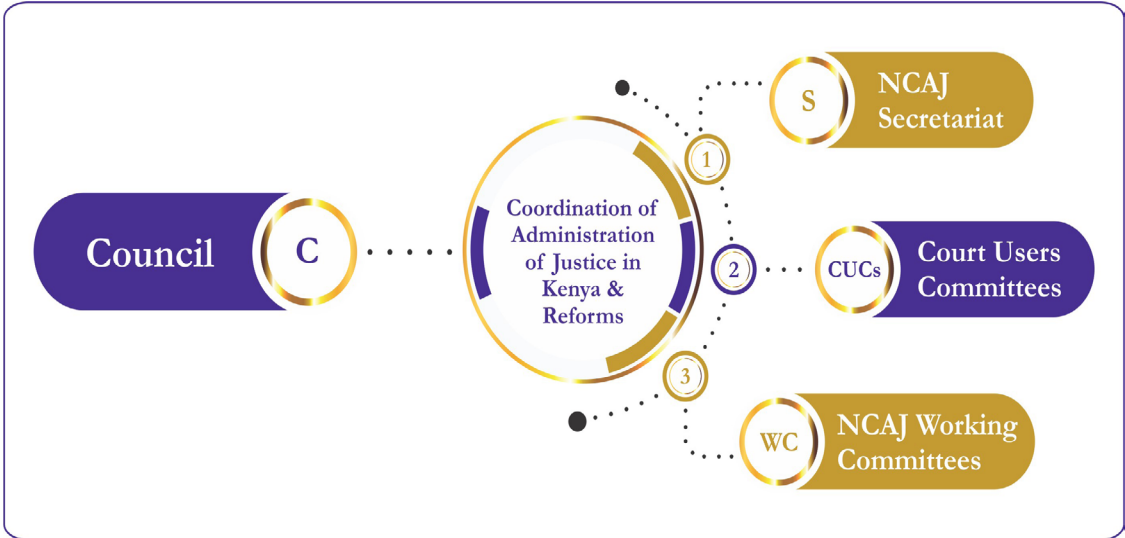 Council
C
Coordination of
Administration
of Justice in
Kenya &
Reforms
1
S
NCAJ
Secretariat
2
CUCs
Court Users
Committees
3
WC
NCAJ Working
Committees